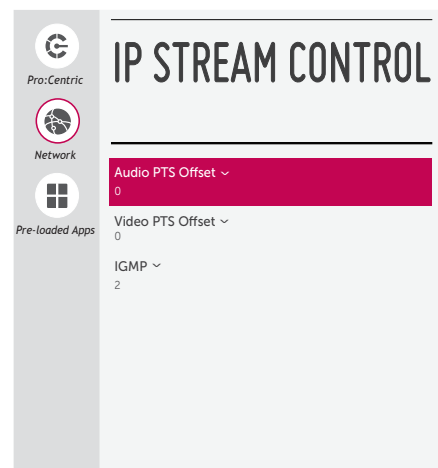 Pro:Centric
Network
Pre-loaded Apps
IP STREAM CONTROL
Audio PTS Offset
0
Video PTS Offset
0
IGMP
2